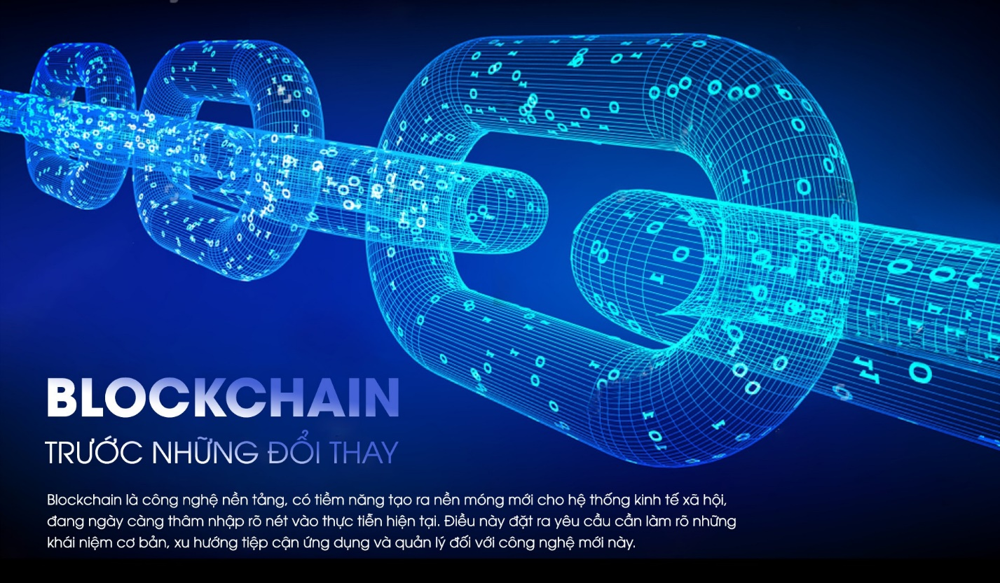 BLOCKCHAIN
TRƯỚC NHỮNG ĐỔI THAY
Blockchain là công nghệ nền tảng, có tiềm năng tạo ra nền móng mới cho hệ thống kinh tế xã hội,
đang ngày càng thâm nhập rõ nét vào thực tiễn hiện tại. Điều này đặt ra yêu cầu cần làm rõ những
khái niệm cơ bản, xu hướng tiếp cận ứng dụng và quản lý đối với công nghệ mới này.